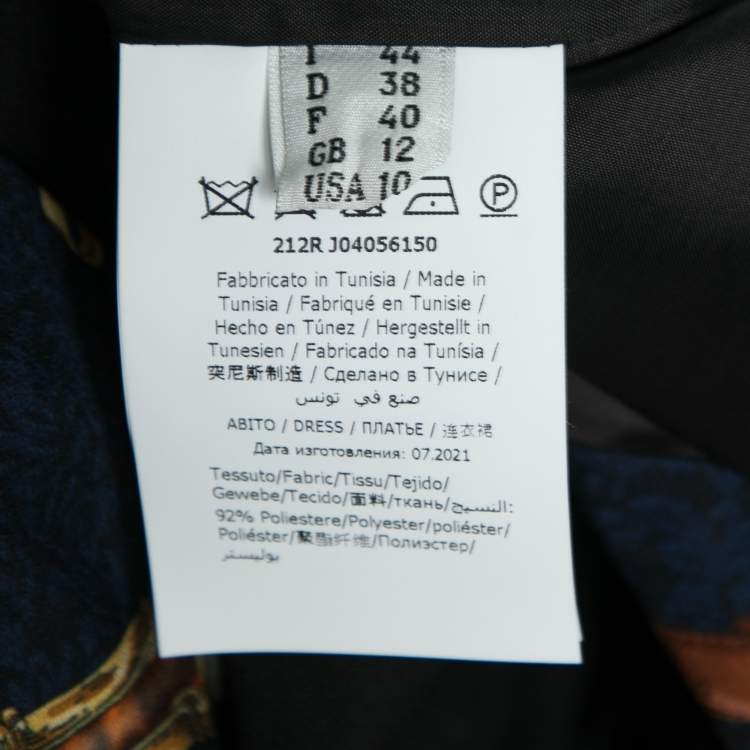 I 44
D 38
F 40
GB 12
USA 10
P
212R J04056150
Fabbricato in Tunisia / Made in
Tunisia / Fabriqué en Tunisie /
Hecho en Túnez / Hergestellt in
Tunesien / Fabricado na Tunísia /
突尼斯制造 / Сделано в Тунисе /
صنع في تونس
ABITO / DRESS / ПЛАТЬЕ / 连衣裙
Дата изготовления: 07.2021
Tessuto/Fabric/Tissu/Tejido/
Gewebe/Tecido/面料/ткань/النسيج:
92% Poliestere/Polyester/poliéster/
Poliéster/聚酯纤维/Полиэстер/
بوليستر